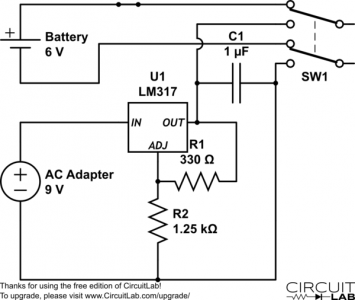 Battery
6 V
C1
1 µF
SW1
U1
LM317
IN OUT
ADJ
R1
330 Ω
AC Adapter
9 V
R2
1.25 kΩ
Thanks for using the free edition of CircuitLab!
To upgrade, please visit www.CircuitLab.com/upgrade/
CIRCUIT
LAB